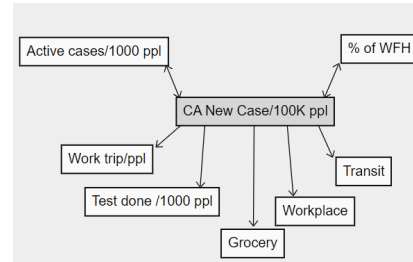 Active cases/1000 ppl
% of WFH
CA New Case/100K ppl
Work trip/ppl
Transit
Test done /1000 ppl
Workplace
Grocery